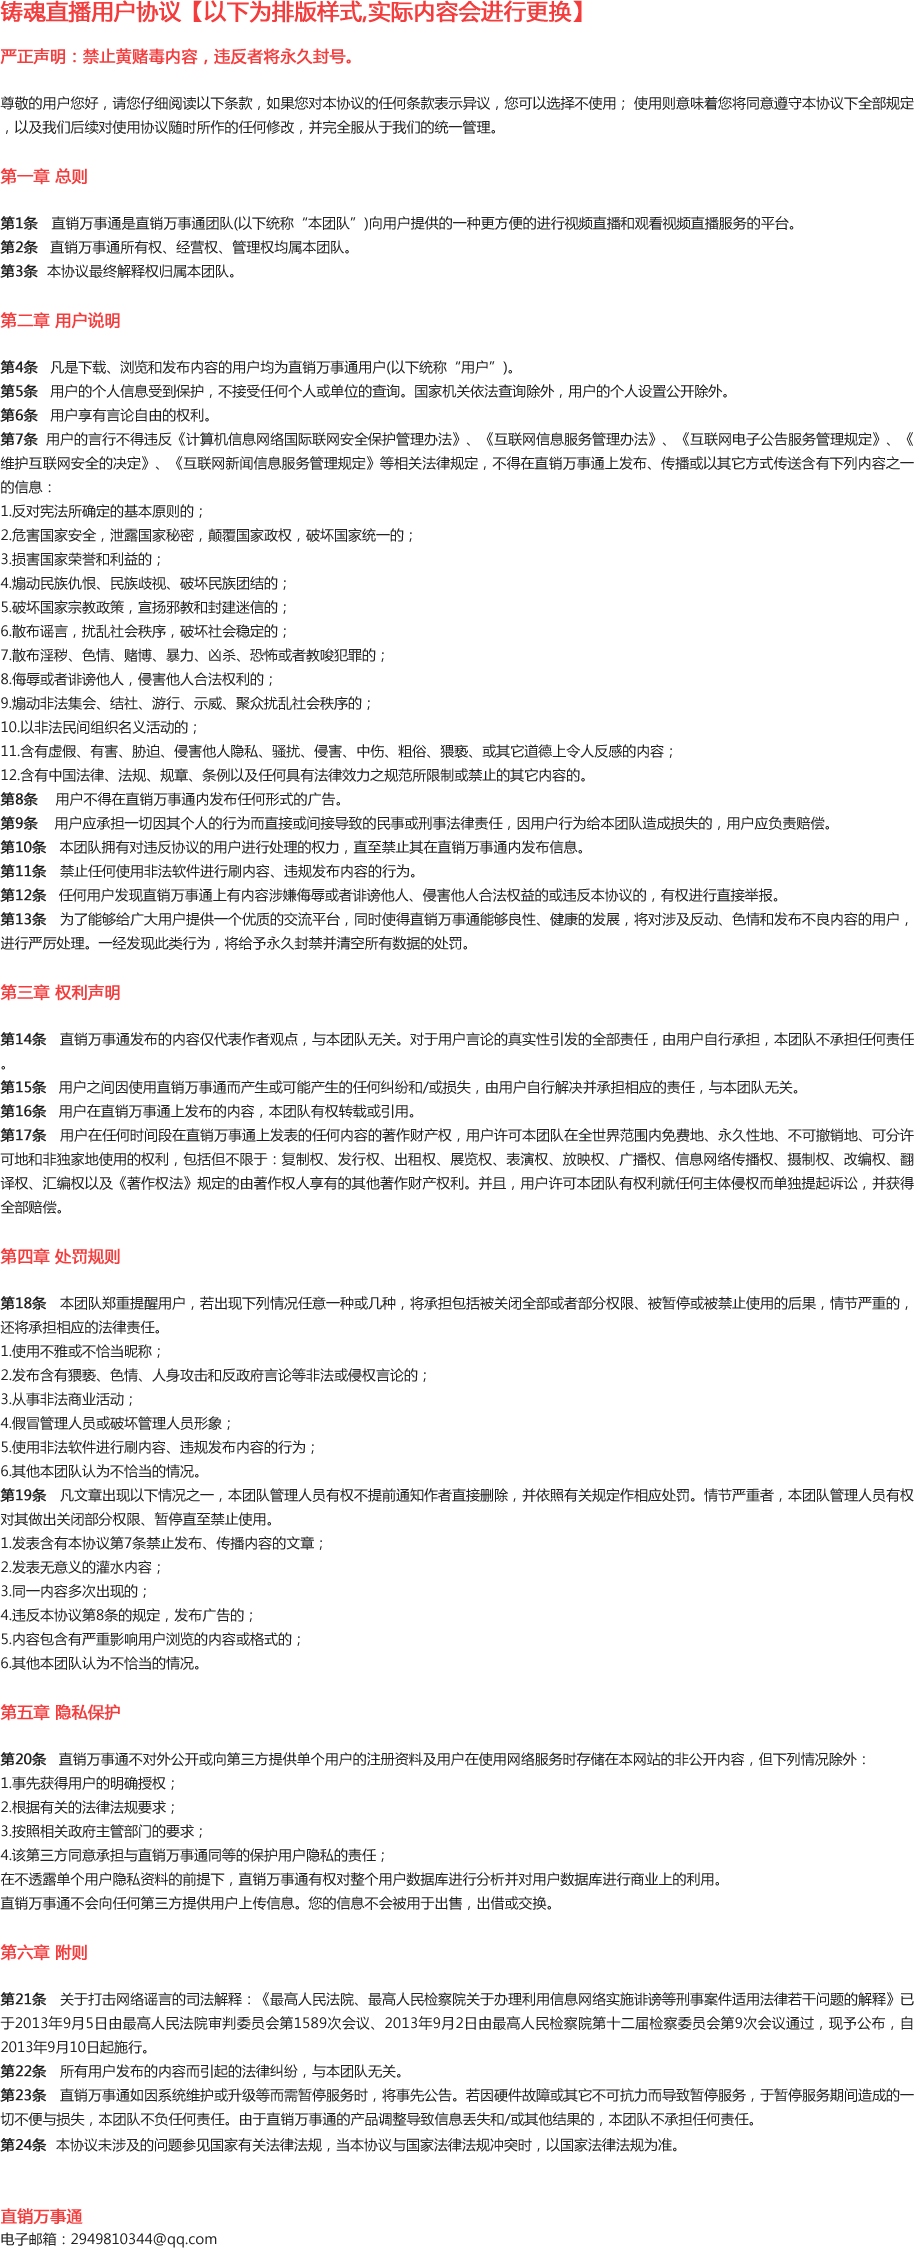 铸魂直播用户协议【以下为排版样式,实际内容会进行更换】
严正声明：禁止黄赌毒内容，违反者将永久封号。
尊敬的用户您好，请您仔细阅读以下条款，如果您对本协议的任何条款表示异议，您可以选择不使用； 使用则意味着您将同意遵守本协议下全部规定
，以及我们后续对使用协议随时所作的任何修改，并完全服从于我们的统一管理。
第一章 总则
第1条 直销万事通是直销万事通团队(以下统称“本团队”)向用户提供的一种更方便的进行视频直播和观看视频直播服务的平台。
第2条 直销万事通所有权、经营权、管理权均属本团队。
第3条 本协议最终解释权归属本团队。
第二章 用户说明
第4条 凡是下载、浏览和发布内容的用户均为直销万事通用户(以下统称“用户”)。
第5条 用户的个人信息受到保护，不接受任何个人或单位的查询。国家机关依法查询除外，用户的个人设置公开除外。
第6条 用户享有言论自由的权利。
第7条 用户的言行不得违反《计算机信息网络国际联网安全保护管理办法》、《互联网信息服务管理办法》、《互联网电子公告服务管理规定》、《
维护互联网安全的决定》、《互联网新闻信息服务管理规定》等相关法律规定，不得在直销万事通上发布、传播或以其它方式传送含有下列内容之一
的信息：
1.反对宪法所确定的基本原则的；
2.危害国家安全，泄露国家秘密，颠覆国家政权，破坏国家统一的；
3.损害国家荣誉和利益的；
4.煽动民族仇恨、民族歧视、破坏民族团结的；
5.破坏国家宗教政策，宣扬邪教和封建迷信的；
6.散布谣言，扰乱社会秩序，破坏社会稳定的；
7.散布淫秽、色情、赌博、暴力、凶杀、恐怖或者教唆犯罪的；
8.侮辱或者诽谤他人，侵害他人合法权利的；
9.煽动非法集会、结社、游行、示威、聚众扰乱社会秩序的；
10.以非法民间组织名义活动的；
11.含有虚假、有害、胁迫、侵害他人隐私、骚扰、侵害、中伤、粗俗、猥亵、或其它道德上令人反感的内容；
12.含有中国法律、法规、规章、条例以及任何具有法律效力之规范所限制或禁止的其它内容的。
第8条 用户不得在直销万事通内发布任何形式的广告。
第9条 用户应承担一切因其个人的行为而直接或间接导致的民事或刑事法律责任，因用户行为给本团队造成损失的，用户应负责赔偿。
第10条 本团队拥有对违反协议的用户进行处理的权力，直至禁止其在直销万事通内发布信息。
第11条 禁止任何使用非法软件进行刷内容、违规发布内容的行为。
第12条 任何用户发现直销万事通上有内容涉嫌侮辱或者诽谤他人、侵害他人合法权益的或违反本协议的，有权进行直接举报。
第13条 为了能够给广大用户提供一个优质的交流平台，同时使得直销万事通能够良性、健康的发展，将对涉及反动、色情和发布不良内容的用户，
进行严厉处理。一经发现此类行为，将给予永久封禁并清空所有数据的处罚。
第三章 权利声明
第14条 直销万事通发布的内容仅代表作者观点，与本团队无关。对于用户言论的真实性引发的全部责任，由用户自行承担，本团队不承担任何责任
。
第15条 用户之间因使用直销万事通而产生或可能产生的任何纠纷和/或损失，由用户自行解决并承担相应的责任，与本团队无关。
第16条 用户在直销万事通上发布的内容，本团队有权转载或引用。
第17条 用户在任何时间段在直销万事通上发表的任何内容的著作财产权，用户许可本团队在全世界范围内免费地、永久性地、不可撤销地、可分许
可地和非独家地使用的权利，包括但不限于：复制权、发行权、出租权、展览权、表演权、放映权、广播权、信息网络传播权、摄制权、改编权、翻
译权、汇编权以及《著作权法》规定的由著作权人享有的其他著作财产权利。并且，用户许可本团队有权利就任何主体侵权而单独提起诉讼，并获得
全部赔偿。
第四章 处罚规则
第18条 本团队郑重提醒用户，若出现下列情况任意一种或几种，将承担包括被关闭全部或者部分权限、被暂停或被禁止使用的后果，情节严重的，
还将承担相应的法律责任。
1.使用不雅或不恰当昵称；
2.发布含有猥亵、色情、人身攻击和反政府言论等非法或侵权言论的；
3.从事非法商业活动；
4.假冒管理人员或破坏管理人员形象；
5.使用非法软件进行刷内容、违规发布内容的行为；
6.其他本团队认为不恰当的情况。
第19条 凡文章出现以下情况之一，本团队管理人员有权不提前通知作者直接删除，并依照有关规定作相应处罚。情节严重者，本团队管理人员有权
对其做出关闭部分权限、暂停直至禁止使用。
1.发表含有本协议第7条禁止发布、传播内容的文章；
2.发表无意义的灌水内容；
3.同一内容多次出现的；
4.违反本协议第8条的规定，发布广告的；
5.内容包含有严重影响用户浏览的内容或格式的；
6.其他本团队认为不恰当的情况。
第五章 隐私保护
第20条 直销万事通不对外公开或向第三方提供单个用户的注册资料及用户在使用网络服务时存储在本网站的非公开内容，但下列情况除外：
1.事先获得用户的明确授权；
2.根据有关的法律法规要求；
3.按照相关政府主管部门的要求；
4.该第三方同意承担与直销万事通同等的保护用户隐私的责任；
在不透露单个用户隐私资料的前提下，直销万事通有权对整个用户数据库进行分析并对用户数据库进行商业上的利用。
直销万事通不会向任何第三方提供用户上传信息。您的信息不会被用于出售，出借或交换。
第六章 附则
第21条 关于打击网络谣言的司法解释：《最高人民法院、最高人民检察院关于办理利用信息网络实施诽谤等刑事案件适用法律若干问题的解释》已
于2013年9月5日由最高人民法院审判委员会第1589次会议、2013年9月2日由最高人民检察院第十二届检察委员会第9次会议通过，现予公布，自
2013年9月10日起施行。
第22条 所有用户发布的内容而引起的法律纠纷，与本团队无关。
第23条 直销万事通如因系统维护或升级等而需暂停服务时，将事先公告。若因硬件故障或其它不可抗力而导致暂停服务，于暂停服务期间造成的一
切不便与损失，本团队不负任何责任。由于直销万事通的产品调整导致信息丢失和/或其他结果的，本团队不承担任何责任。
第24条 本协议未涉及的问题参见国家有关法律法规，当本协议与国家法律法规冲突时，以国家法律法规为准。
直销万事通
电子邮箱：2949810344@qq.com